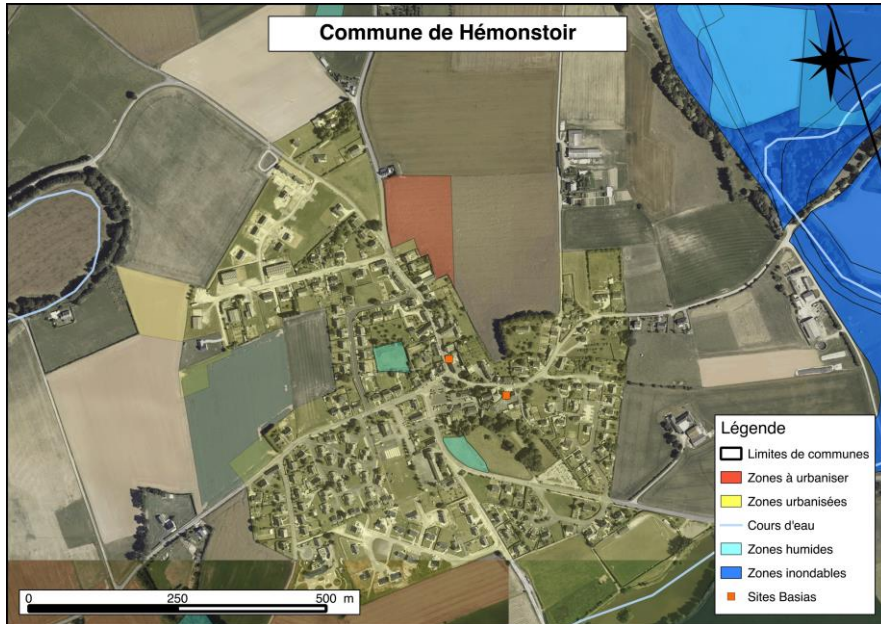 Commune de Hémonstoir
Légende
Limites de communes
Zones à urbaniser
Zones urbanisées
Cours d'eau
Zones humides
Zones inondables
Sites Basias
0 250 500 m